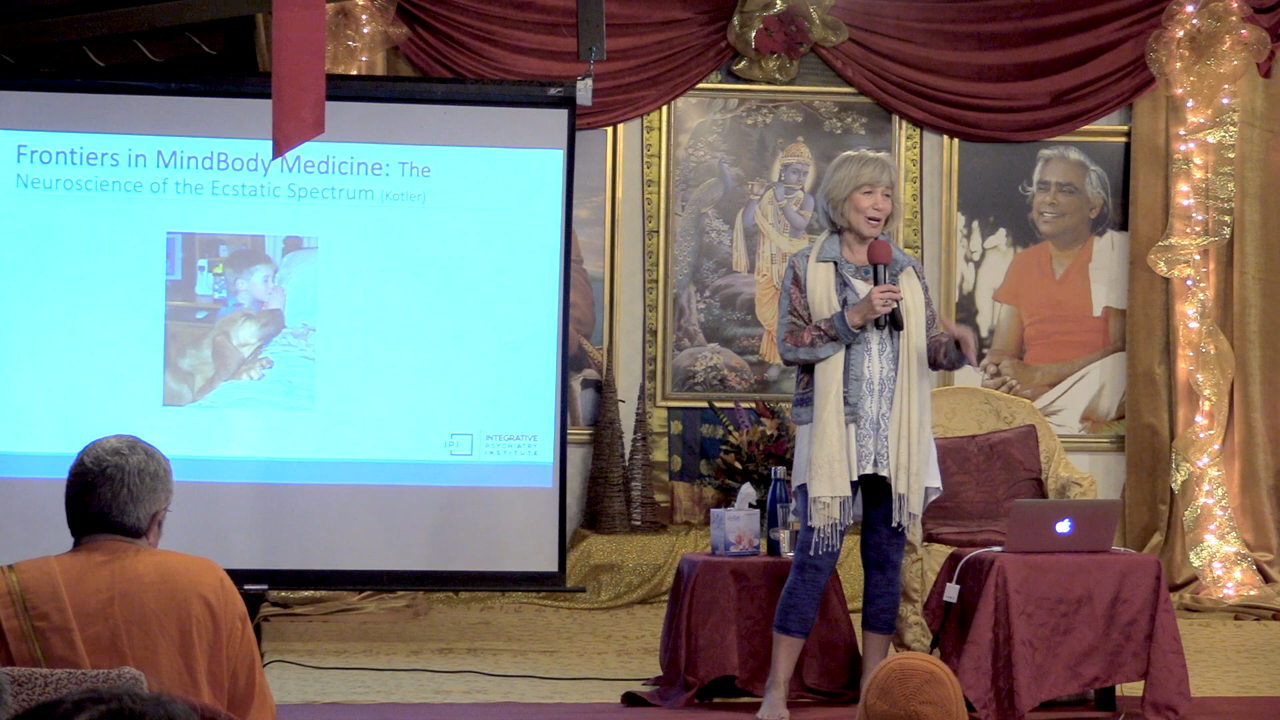 Frontiers in MindBody Medicine: The
Neuroscience of the Ecstatic Spectrum (Kotler)
IPI
INTEGRATIVE
PSYCHIATRY
INSTITUTE